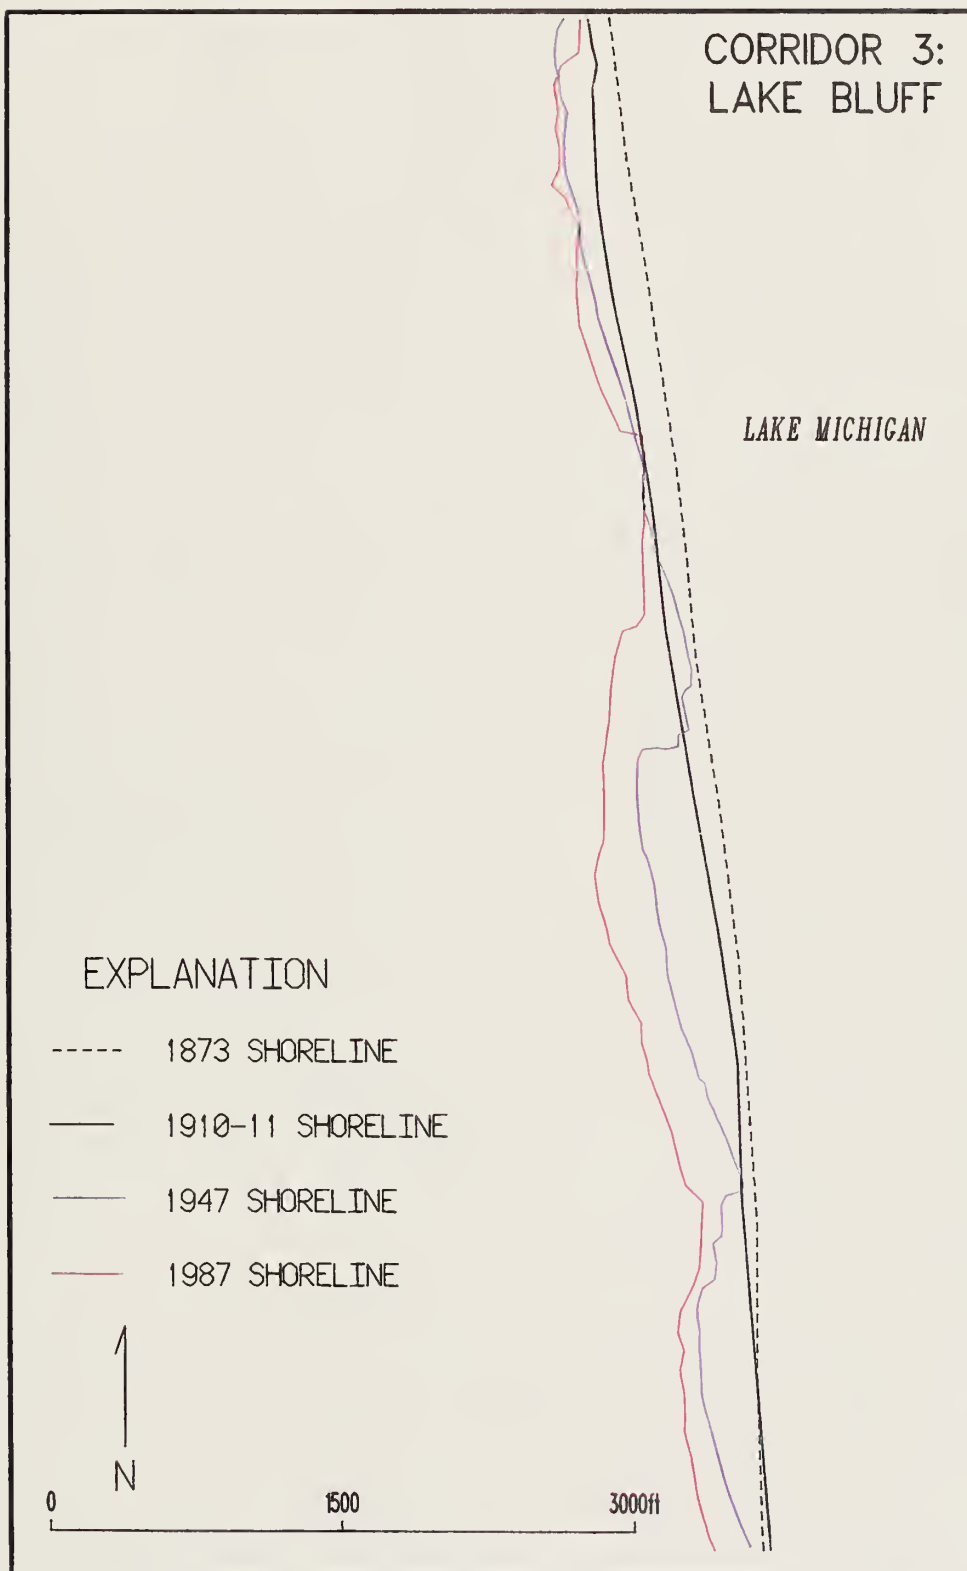 CORRIDOR 3:
LAKE BLUFF
LAKE MICHIGAN
EXPLANATION
1873 SHORELINE
1910-11 SHORELINE
1947 SHORELINE
1987 SHORELINE
N
0 1500 3000ft